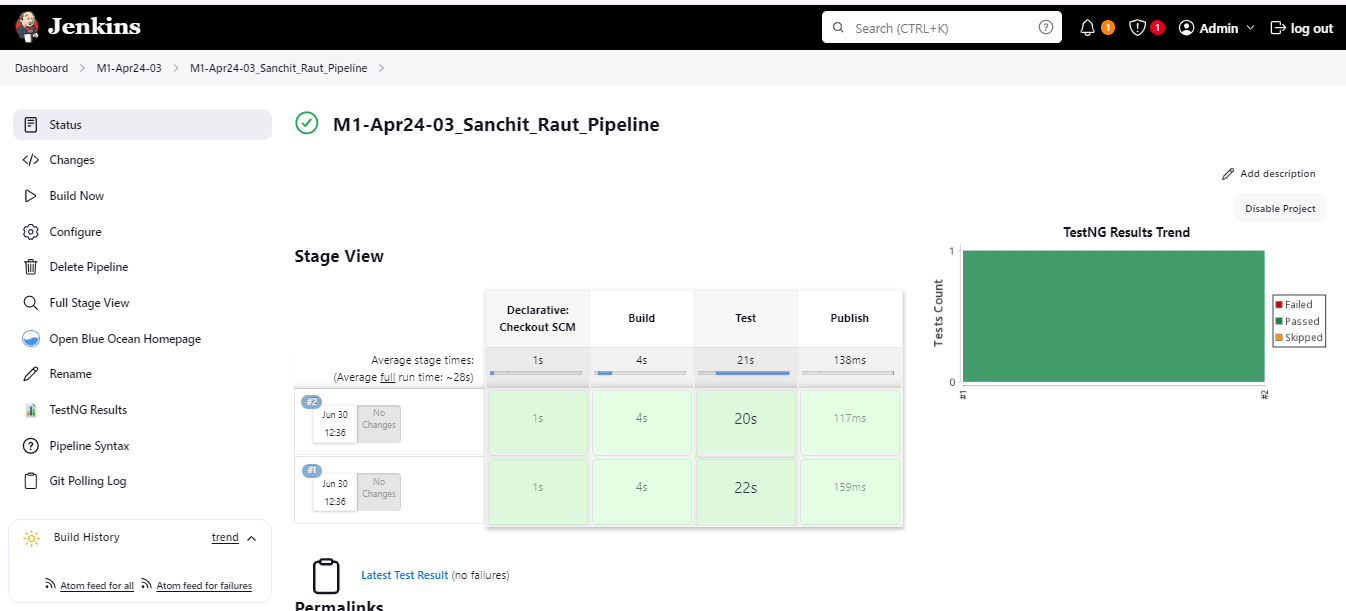 Jenkins
Search (CTRL+K)
?
1
1
Admin
log out
Dashboard
M1-Apr24-03
M1-Apr24-03_Sanchit_Raut_Pipeline
Status
Changes
Build Now
Configure
Delete Pipeline
Full Stage View
Open Blue Ocean Homepage
Rename
TestNG Results
Pipeline Syntax
Git Polling Log
Build History
trend
Atom feed for all
Atom feed for failures
M1-Apr24-03_Sanchit_Raut_Pipeline
Add description
Disable Project
Stage View
Declarative:
Checkout SCM
Build
Test
Publish
Average stage times:
(Average full run time: ~28s)
1s
4s
21s
138ms
#2
Jun 30
12:36
No
Changes
1s
4s
20s
117ms
#1
Jun 30
12:36
No
Changes
1s
4s
22s
159ms
Latest Test Result (no failures)
Permalinks
TestNG Results Trend
Tests Count
1
0
#1
#2
Failed
Passed
Skipped